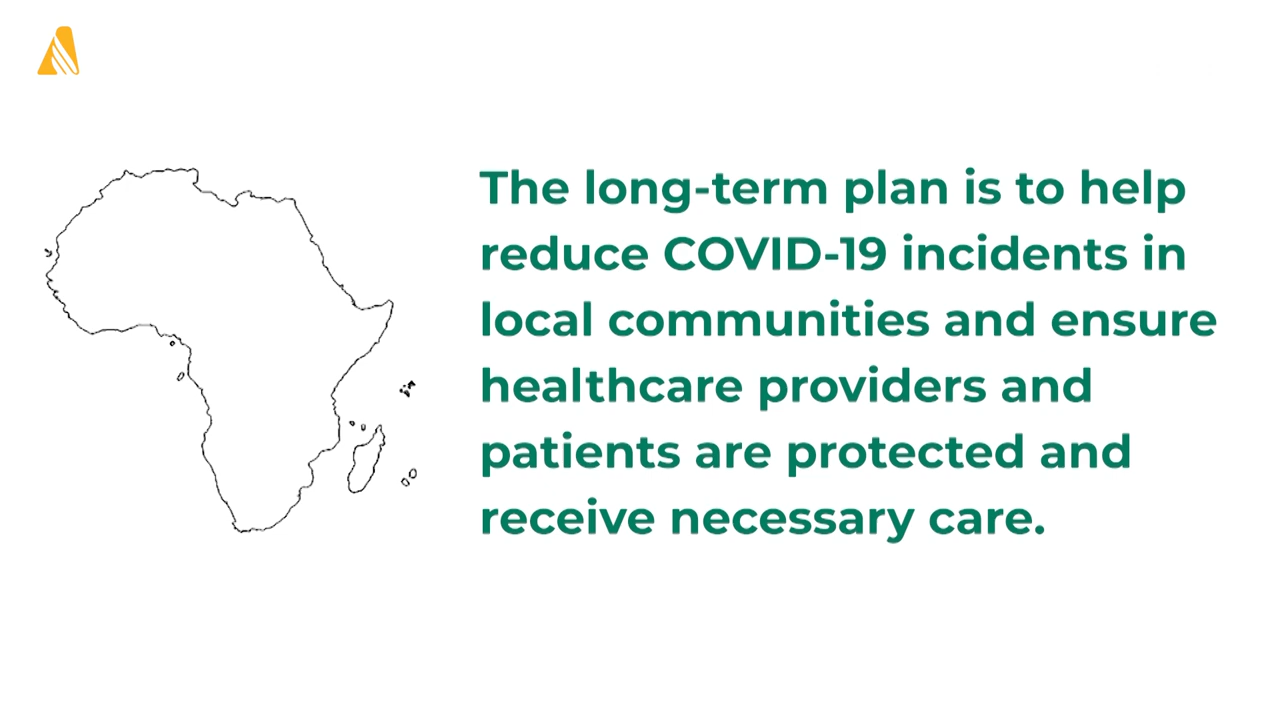 The long-term plan is to help
reduce COVID-19 incidents in
local communities and ensure
healthcare providers and
patients are protected and
receive necessary care.